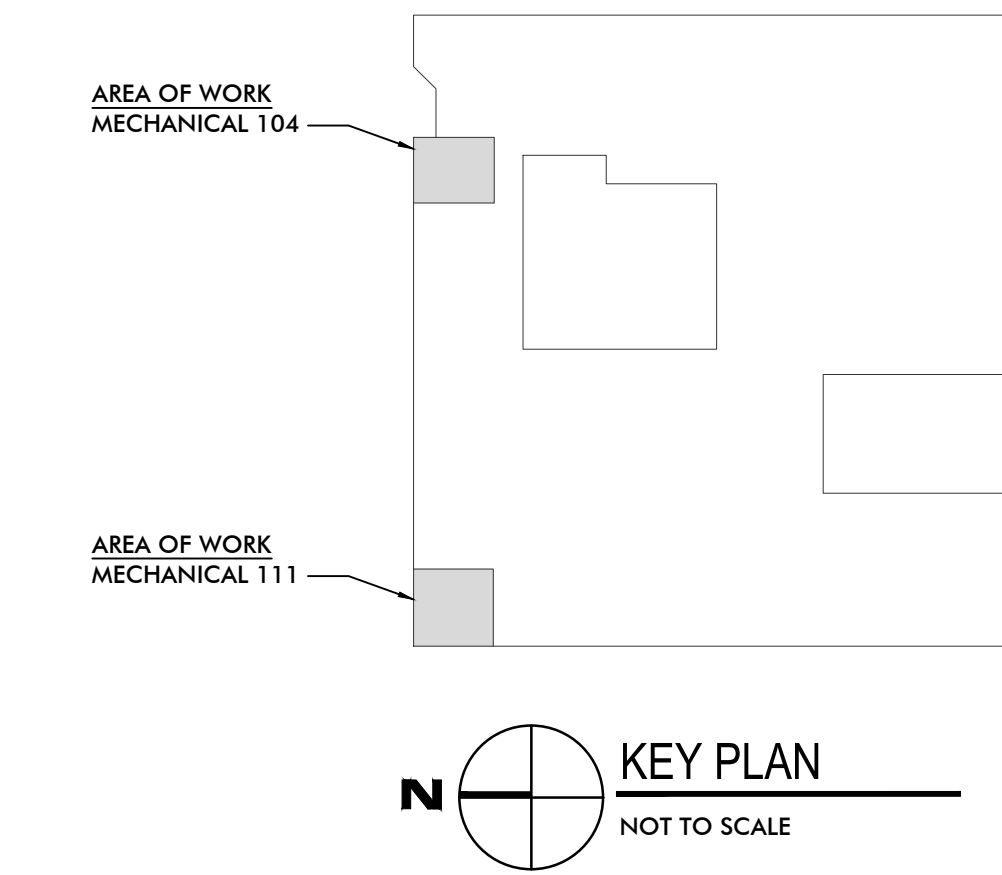 AREA OF WORK
MECHANICAL 104
AREA OF WORK
MECHANICAL 111
N
KEY PLAN
NOT TO SCALE